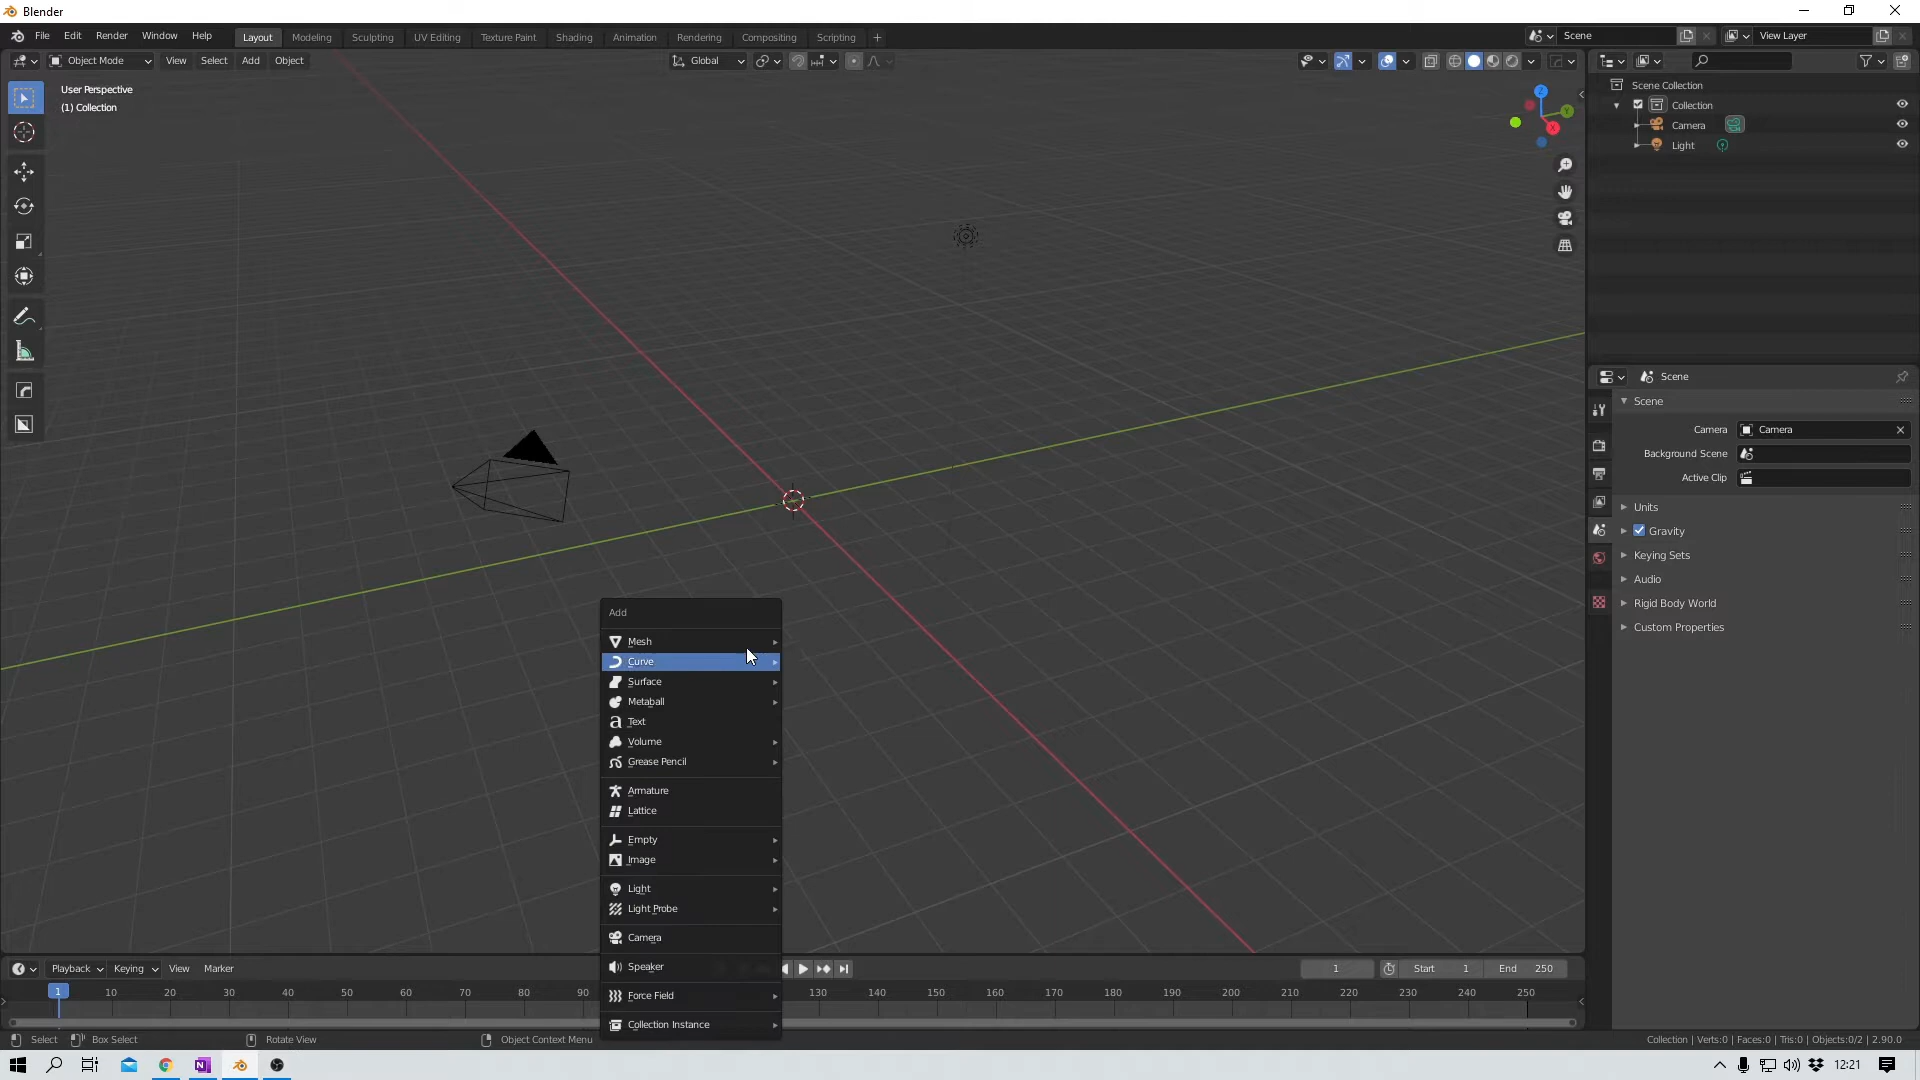 Blender
File Edit Render Window Help Layout Modeling Sculpting UV Editing Texture Paint Shading Animation Rendering Compositing Scripting + Scene View Layer
Object Mode View Select Add Object Global
User Perspective
(1) Collection
Z
Y
X
Scene Collection
Collection
Camera
Light
Scene
Scene
Camera Camera
Background Scene
Active Clip
Units
Gravity
Keying Sets
Audio
Rigid Body World
Custom Properties
Add
Mesh
Curve
Surface
Metaball
Text
Volume
Grease Pencil
Armature
Lattice
Empty
Image
Light
Light Probe
Camera
Speaker
Force Field
Collection Instance
Playback Keying View Marker 1 Start 1 End 250
1 10 20 30 40 50 60 70 80 90 130 140 150 160 170 180 190 200 210 220 230 240 250
Select Box Select Rotate View Object Context Menu Collection | Verts:0 | Faces:0 | Tris:0 | Objects:0/2 | 2.90.0
12:21